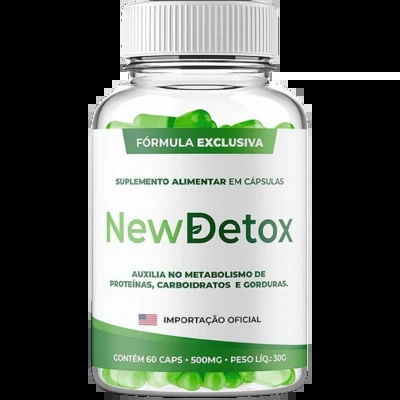 FÓRMULA EXCLUSIVA
SUPLEMENTO ALIMENTAR EM CÁPSULAS
NewDetox
AUXILIA NO METABOLISMO DE
PROTEÍNAS, CARBOIDRATOS E GORDURAS.
IMPORTAÇÃO OFICIAL
CONTÉM 60 CAPS • 500MG • PESO LÍQ.: 30G